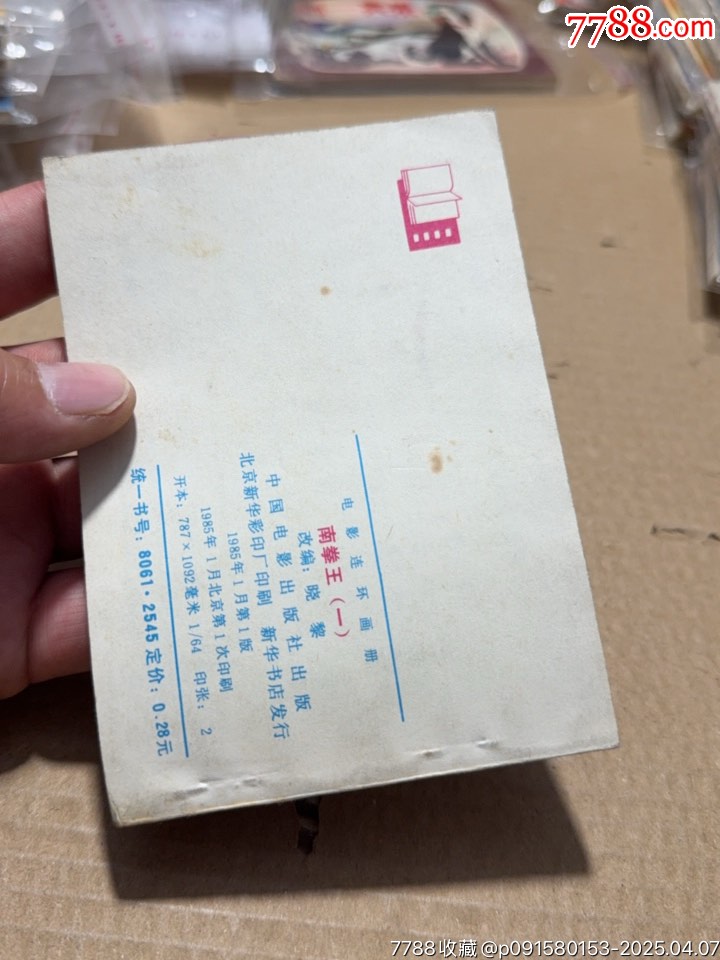 7788.com
电影连环画册
南拳王（一）
改编：晓黎
中国电影出版社出版
北京新华彩印厂印刷 新华书店发行
1985年1月第1版
1985年1月北京第1次印刷
开本：787×1092毫米 1/64 印张：2
统一书号：8061·2545 定价：0.28元
7788收藏@p091580153-2025.04.07